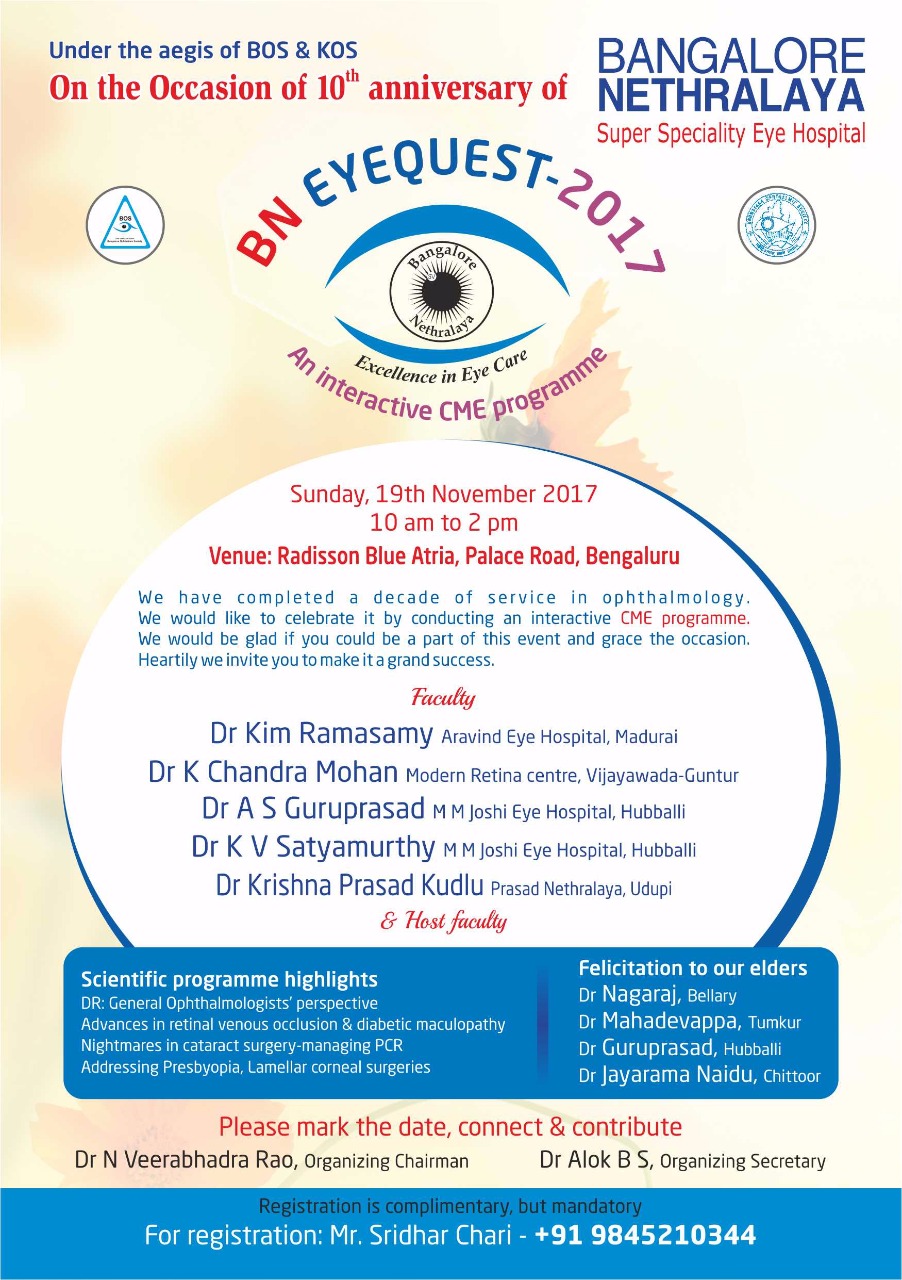 Under the aegis of BOS & KOS
On the Occasion of 10th anniversary of
BANGALORE
NETHRALAYA
Super Speciality Eye Hospital
BN EYEQUEST-2017
BOS
Bangalore
Nethralaya
Excellence in Eye Care
An interactive CME programme
Sunday, 19th November 2017
10 am to 2 pm
Venue: Radisson Blue Atria, Palace Road, Bengaluru
We have completed a decade of service in ophthalmology.
We would like to celebrate it by conducting an interactive CME programme.
We would be glad if you could be a part of this event and grace the occasion.
Heartily we invite you to make it a grand success.
Faculty
Dr Kim Ramasamy Aravind Eye Hospital, Madurai
Dr K Chandra Mohan Modern Retina centre, Vijayawada-Guntur
Dr A S Guruprasad M M Joshi Eye Hospital, Hubballi
Dr K V Satyamurthy M M Joshi Eye Hospital, Hubballi
Dr Krishna Prasad Kudlu Prasad Nethralaya, Udupi
& Host faculty
Scientific programme highlights
DR: General Ophthalmologists' perspective
Advances in retinal venous occlusion & diabetic maculopathy
Nightmares in cataract surgery-managing PCR
Addressing Presbyopia, Lamellar corneal surgeries
Felicitation to our elders
Dr Nagaraj, Bellary
Dr Mahadevappa, Tumkur
Dr Guruprasad, Hubballi
Dr Jayarama Naidu, Chittoor
Please mark the date, connect & contribute
Dr N Veerabhadra Rao, Organizing Chairman
Dr Alok B S, Organizing Secretary
Registration is complimentary, but mandatory
For registration: Mr. Sridhar Chari - +91 9845210344